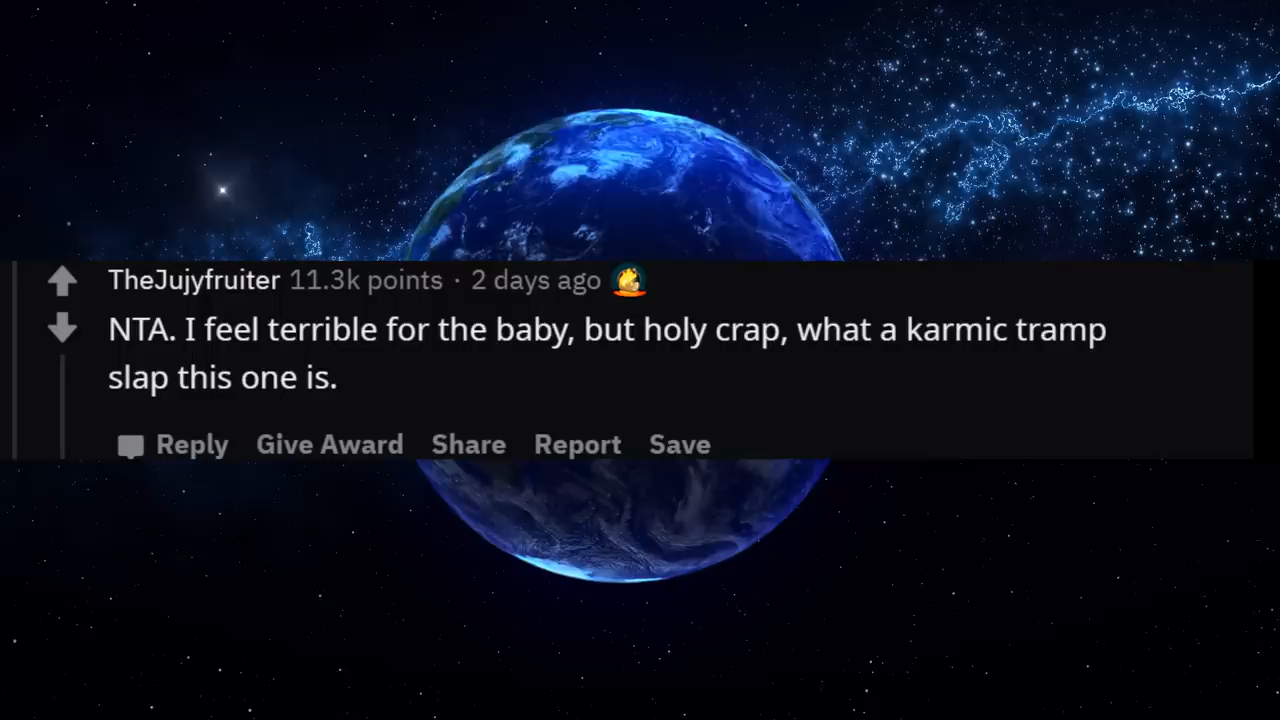 TheJujyfruiter 11.3k points · 2 days ago
NTA. I feel terrible for the baby, but holy crap, what a karmic tramp
slap this one is.
Reply Give Award Share Report Save